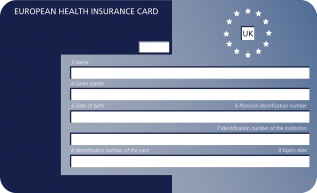 EUROPEAN HEALTH INSURANCE CARD
UK
3 Name
4 Given names
5 Date of birth 6 Personal identification number
7 Identification number of the institution
8 Identification number of the card 9 Expiry date